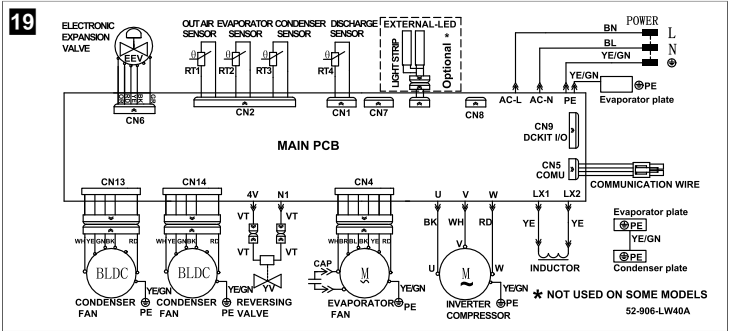 19
ELECTRONIC
EXPANSION
VALVE
EEV
CN6
OUT AIR EVAPORATOR CONDENSER
SENSOR SENSOR SENSOR
DISCHARGE
SENSOR
θ θ θ θ
RT1 RT2 RT3 RT4
CN2
CN1 CN7
EXTERNAL-LED
LIGHT STRIP
Optional *
CN8
POWER
BN L
BL N
YE/GN
YE/GN
PE
Evaporator plate
AC-L AC-N PE
MAIN PCB
CN9
DCKIT I/O
CN5
COMU
COMMUNICATION WIRE
CN13 CN14 4V N1 CN4 U V W LX1 LX2
VT VT
VT VT
WH YE GN BK RD
WH YE GN BK RD
WH BR BL BK YE RD
BK WH RD
YE YE
BLDC
YE/GN
PE
CONDENSER
FAN
BLDC
YE/GN
PE
CONDENSER
FAN
YV
REVERSING
VALVE
CAP
M
~
YE/GN
PE
EVAPORATOR
FAN
V
U W
M
~
YE/GN
PE
INVERTER
COMPRESSOR
INDUCTOR
Evaporator plate
PE
YE/GN
PE
Condenser plate
* NOT USED ON SOME MODELS
52-906-LW40A